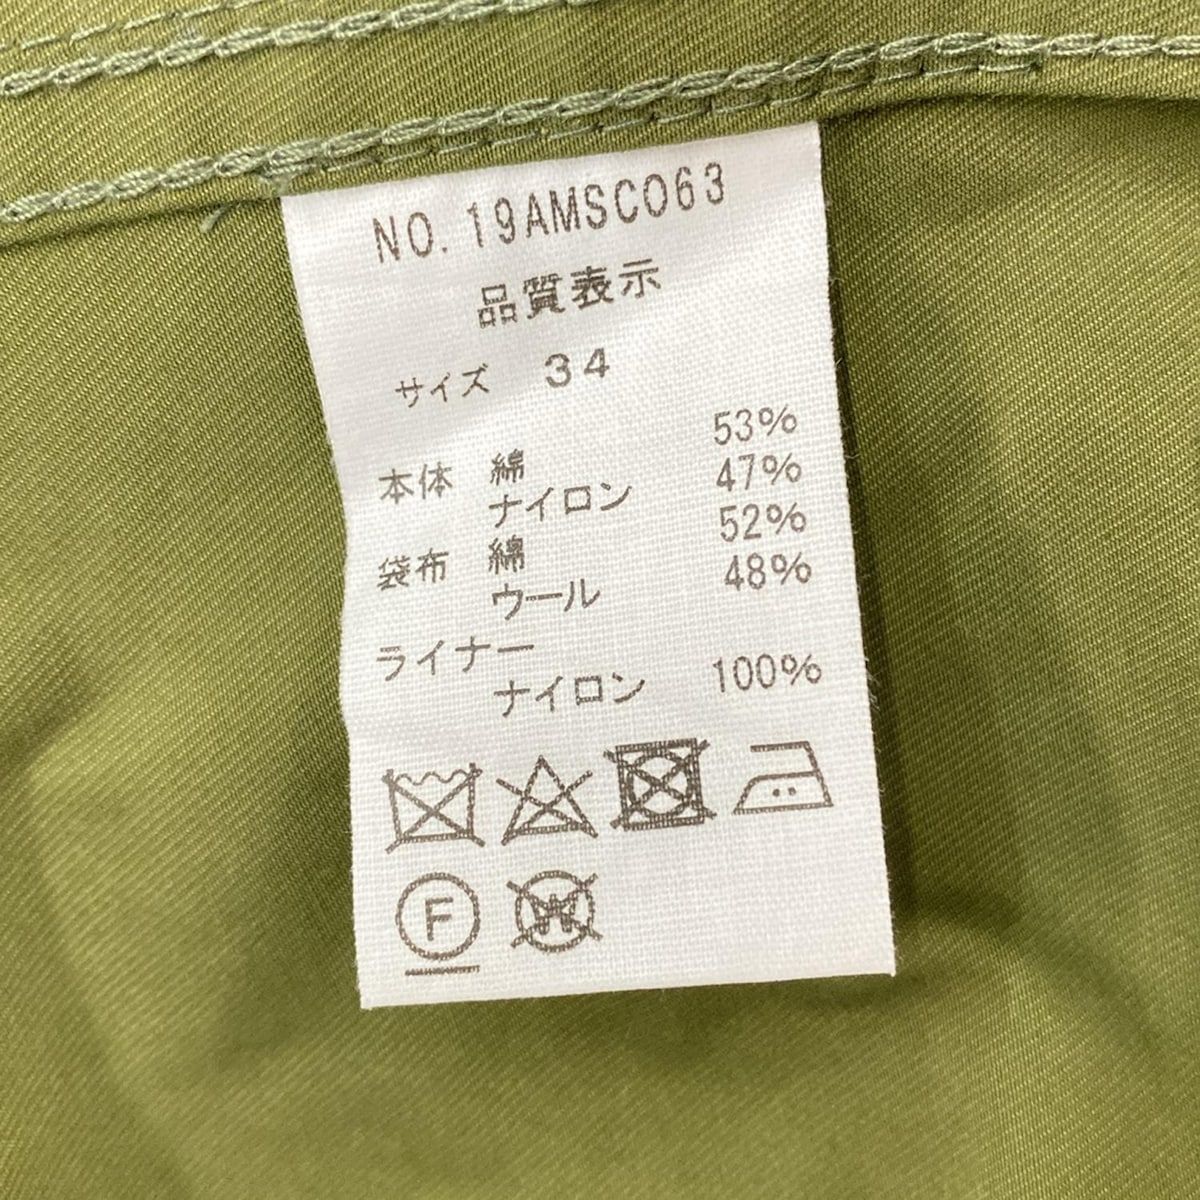 NO. 19AMSC063
品質表示
サイズ 34
本体 綿 53%
ナイロン 47%
袋布 綿 52%
ウール 48%
ライナー
ナイロン 100%
F W